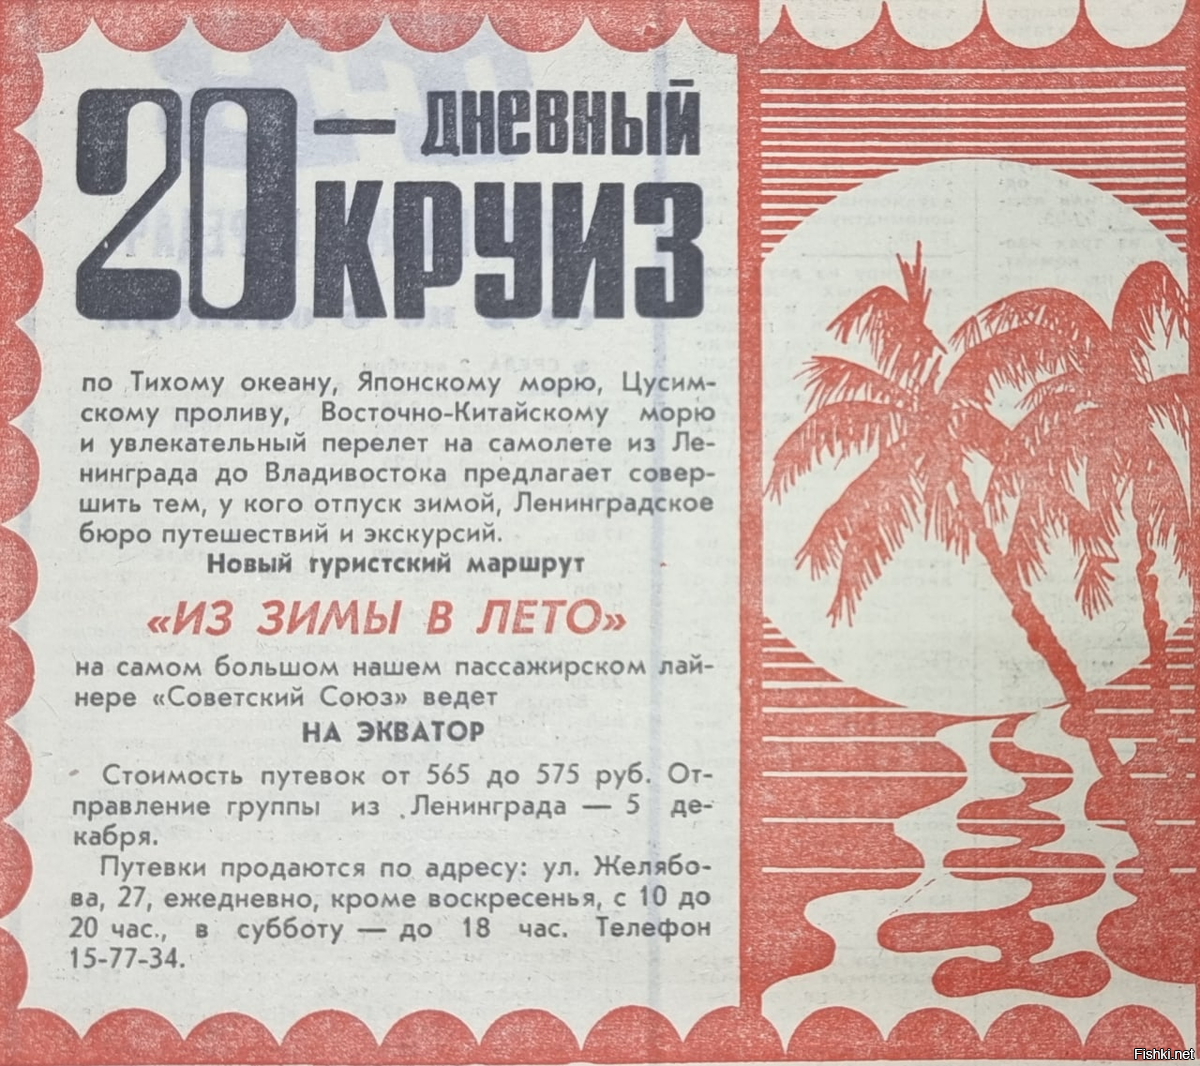 20-дневный
круиз
по Тихому океану, Японскому морю, Цусим-
скому проливу, Восточно-Китайскому морю
и увлекательный перелет на самолете из Ле-
нинграда до Владивостока предлагает совер-
шить тем, у кого отпуск зимой, Ленинградское
бюро путешествий и экскурсий.
Новый туристский маршрут
«ИЗ ЗИМЫ В ЛЕТО»
на самом большом нашем пассажирском лай-
нере «Советский Союз» ведет
НА ЭКВАТОР
Стоимость путевок от 565 до 575 руб. От-
правление группы из Ленинграда — 5 де-
кабря.
Путевки продаются по адресу: ул. Желябо-
ва, 27, ежедневно, кроме воскресенья, с 10 до
20 час., в субботу — до 18 час. Телефон
15-77-34.
Fishki.net